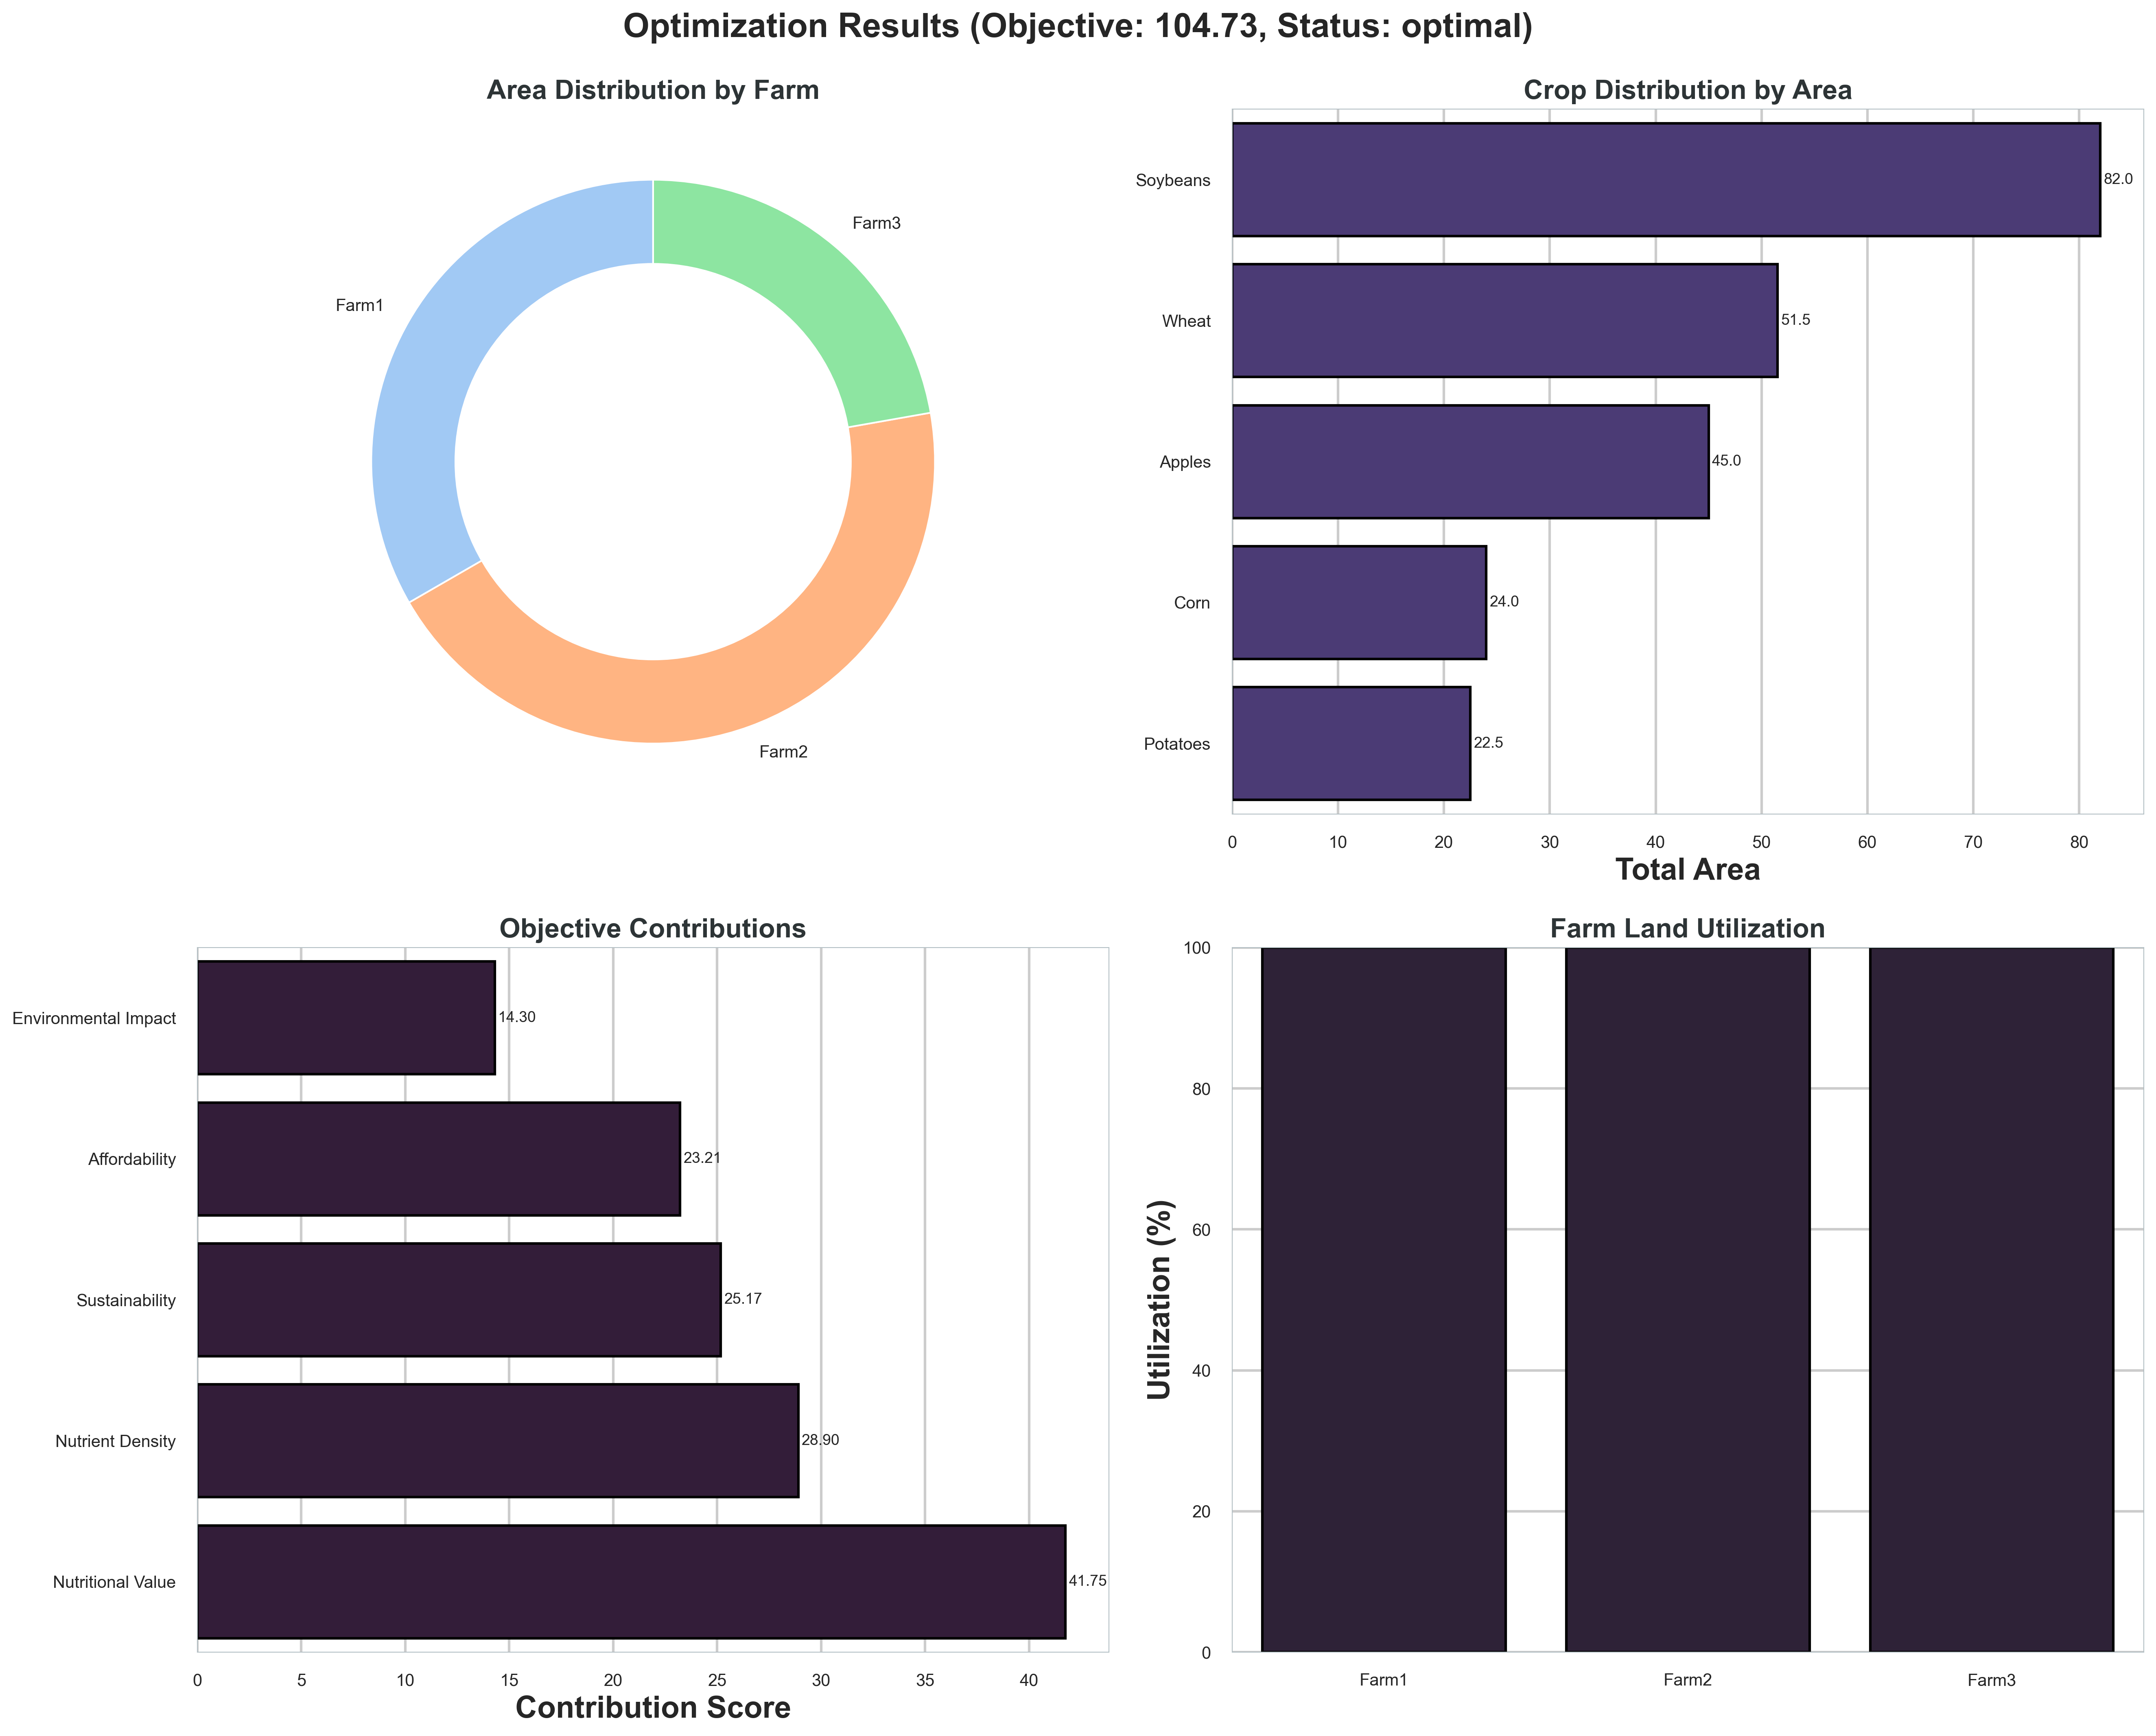 Optimization Results (Objective: 104.73, Status: optimal)
Area Distribution by Farm
Farm3
Farm1
Farm2
Crop Distribution by Area
Soybeans
82.0
Wheat
51.5
Apples
45.0
Corn
24.0
Potatoes
22.5
0 10 20 30 40 50 60 70 80
Total Area
Objective Contributions
Environmental Impact
14.30
Affordability
23.21
Sustainability
25.17
Nutrient Density
28.90
Nutritional Value
41.75
0 5 10 15 20 25 30 35 40
Contribution Score
Farm Land Utilization
100
80
60
40
20
0
Utilization (%)
Farm1 Farm2 Farm3